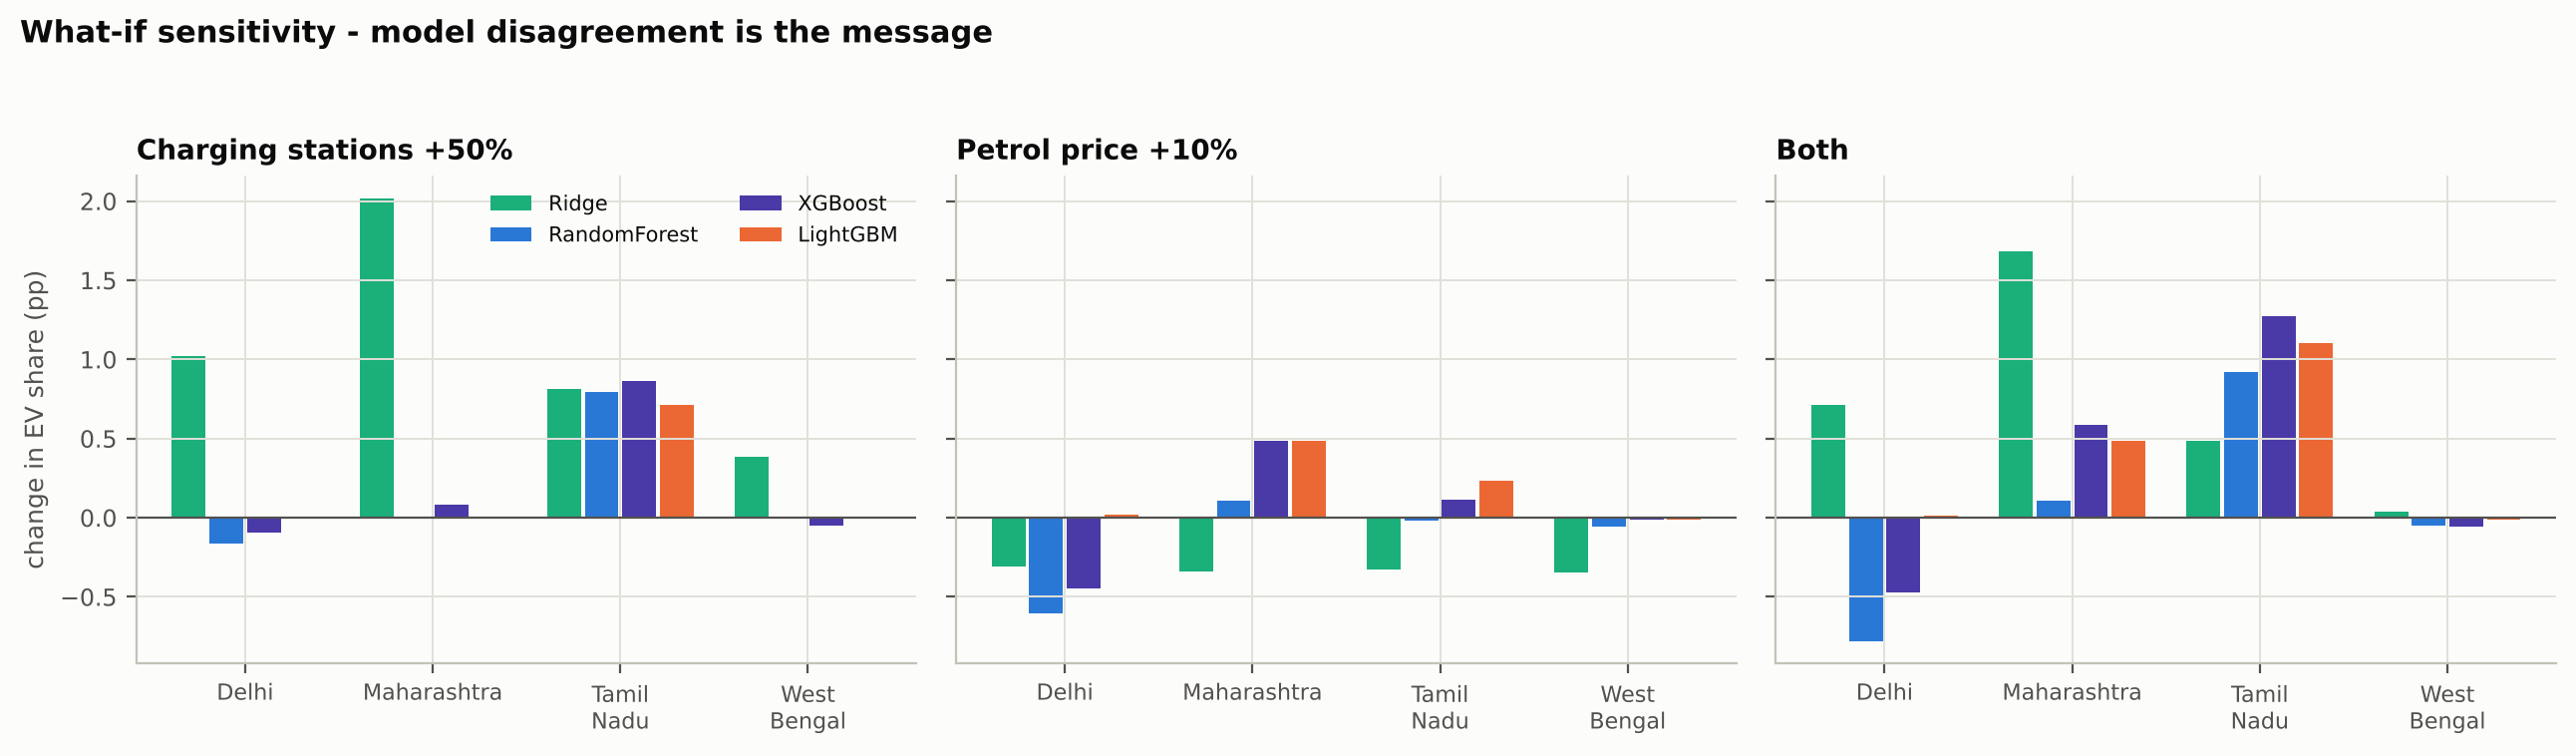 What-if sensitivity - model disagreement is the message
Charging stations +50%
Petrol price +10%
Both
Ridge
RandomForest
XGBoost
LightGBM
change in EV share (pp)
2.0
1.5
1.0
0.5
0.0
−0.5
Delhi
Maharashtra
Tamil
Nadu
West
Bengal
Delhi
Maharashtra
Tamil
Nadu
West
Bengal
Delhi
Maharashtra
Tamil
Nadu
West
Bengal